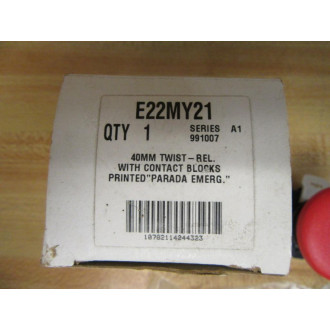 E22MY21
QTY 1 SERIES A1
991007
40MM TWIST-REL.
WITH CONTACT BLOCKS
PRINTED"PARADA EMERG."
10782114244323